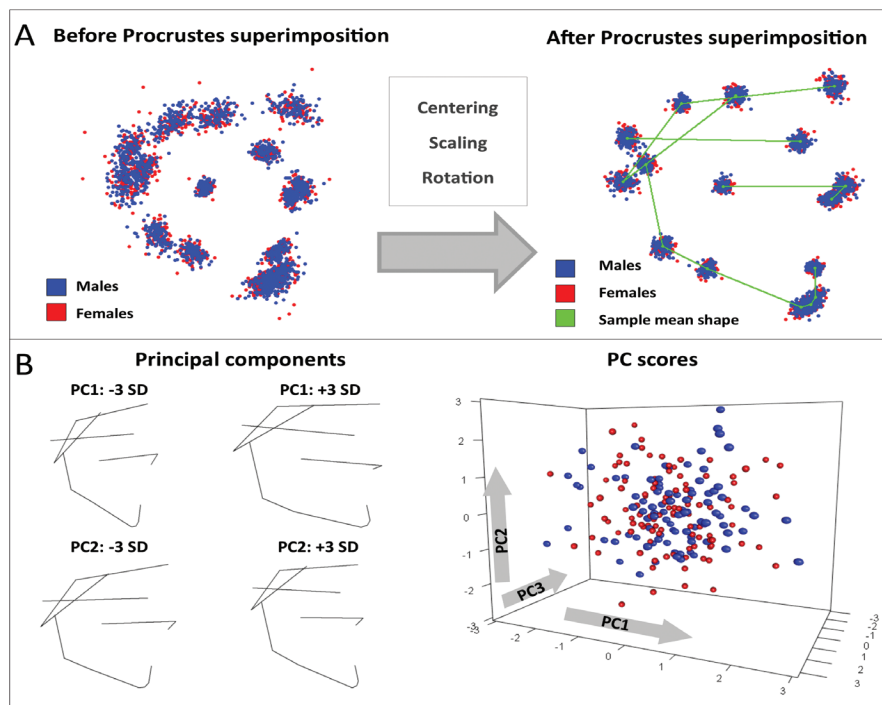 A
Before Procrustes superimposition
After Procrustes superimposition
Centering
Scaling
Rotation
Males
Females
Males
Females
Sample mean shape
B
Principal components
PC scores
PC1: -3 SD
PC1: +3 SD
PC2: -3 SD
PC2: +3 SD
3
2
1
0
-1
-2
-3
PC2
PC3
PC1
-3
-2
-1
0
1
2
3
-3
-2
-1
0
1
2
3